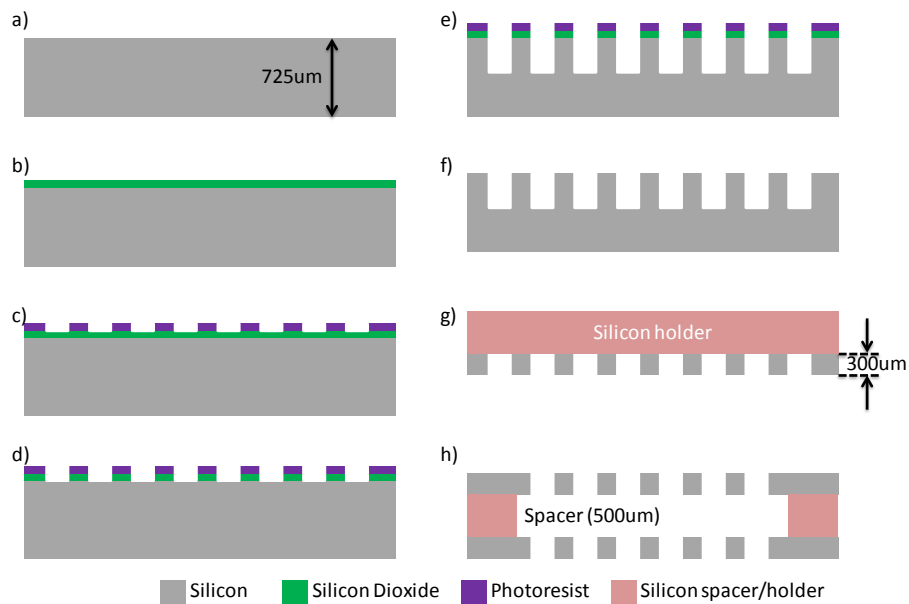 a)
725um
b)
c)
d)
e)
f)
g)
Silicon holder
300um
h)
Spacer (500um)
Silicon
Silicon Dioxide
Photoresist
Silicon spacer/holder